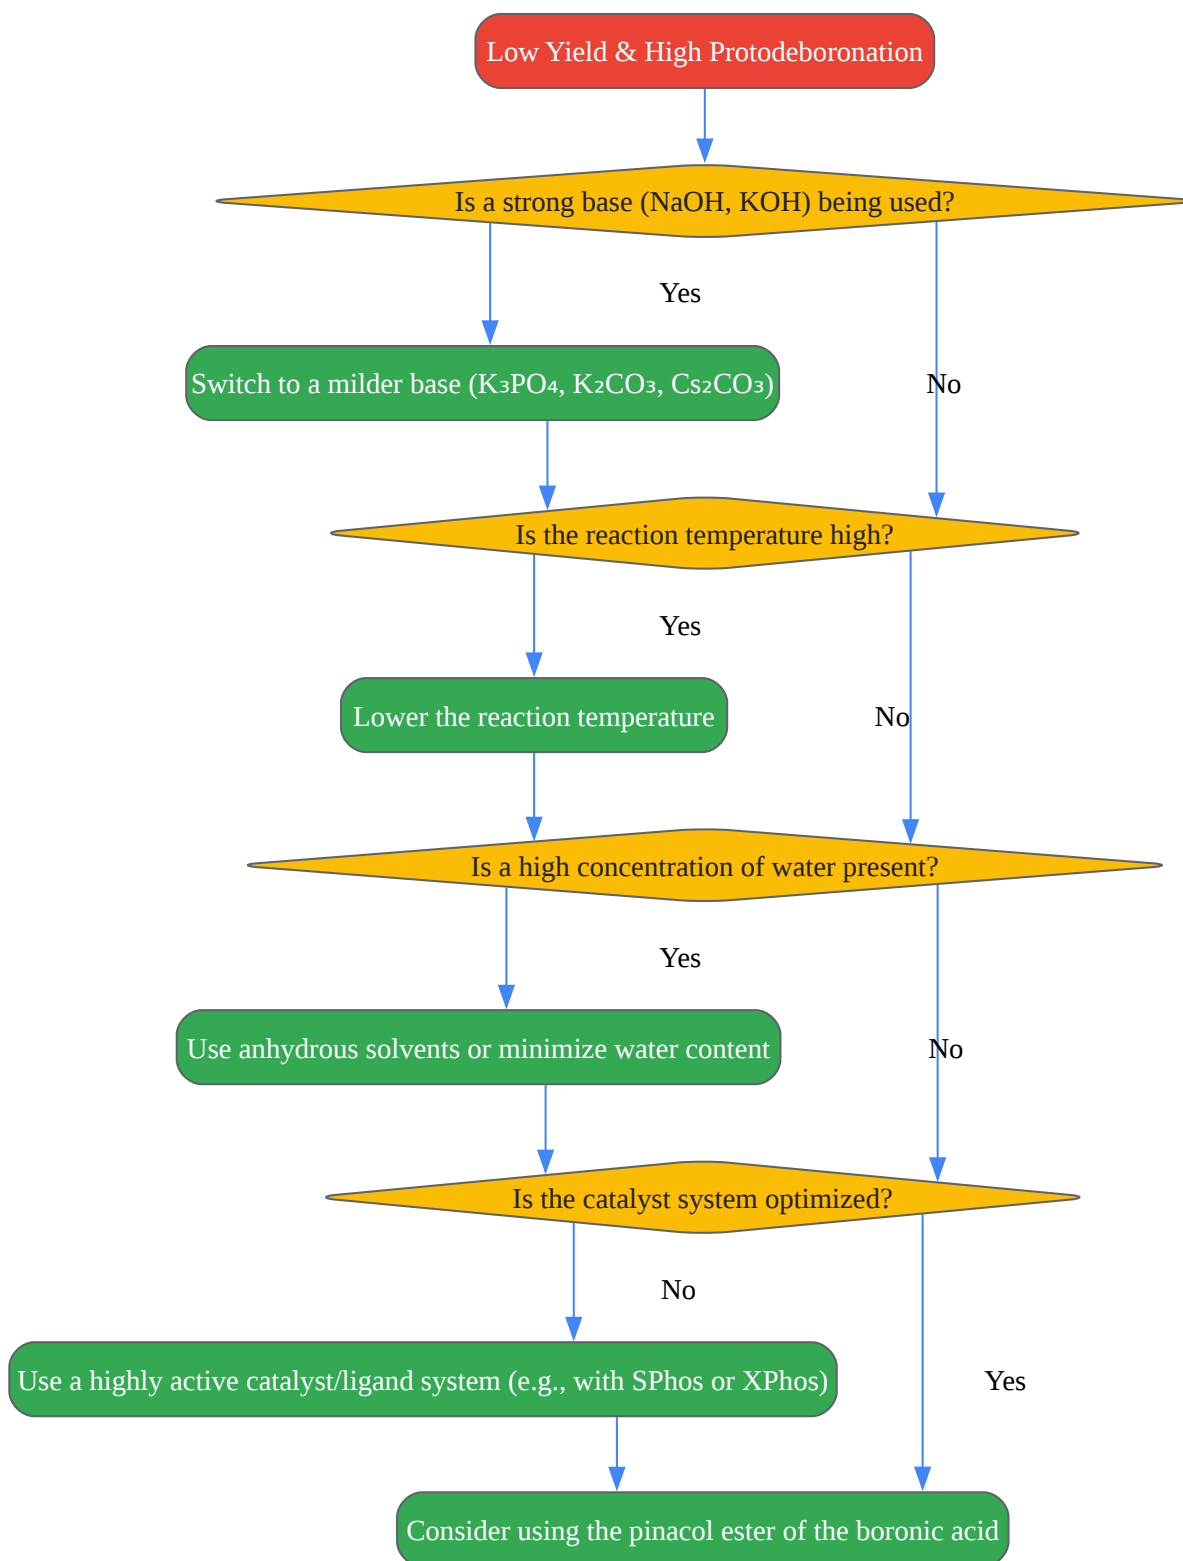 Low Yield & High Protodeboronation
Is a strong base (NaOH, KOH) being used?
Yes
Switch to a milder base (K₃PO₄, K₂CO₃, Cs₂CO₃)
No
Is the reaction temperature high?
Yes
Lower the reaction temperature
No
Is a high concentration of water present?
Yes
Use anhydrous solvents or minimize water content
No
Is the catalyst system optimized?
No
Use a highly active catalyst/ligand system (e.g., with SPhos or XPhos)
Yes
Consider using the pinacol ester of the boronic acid